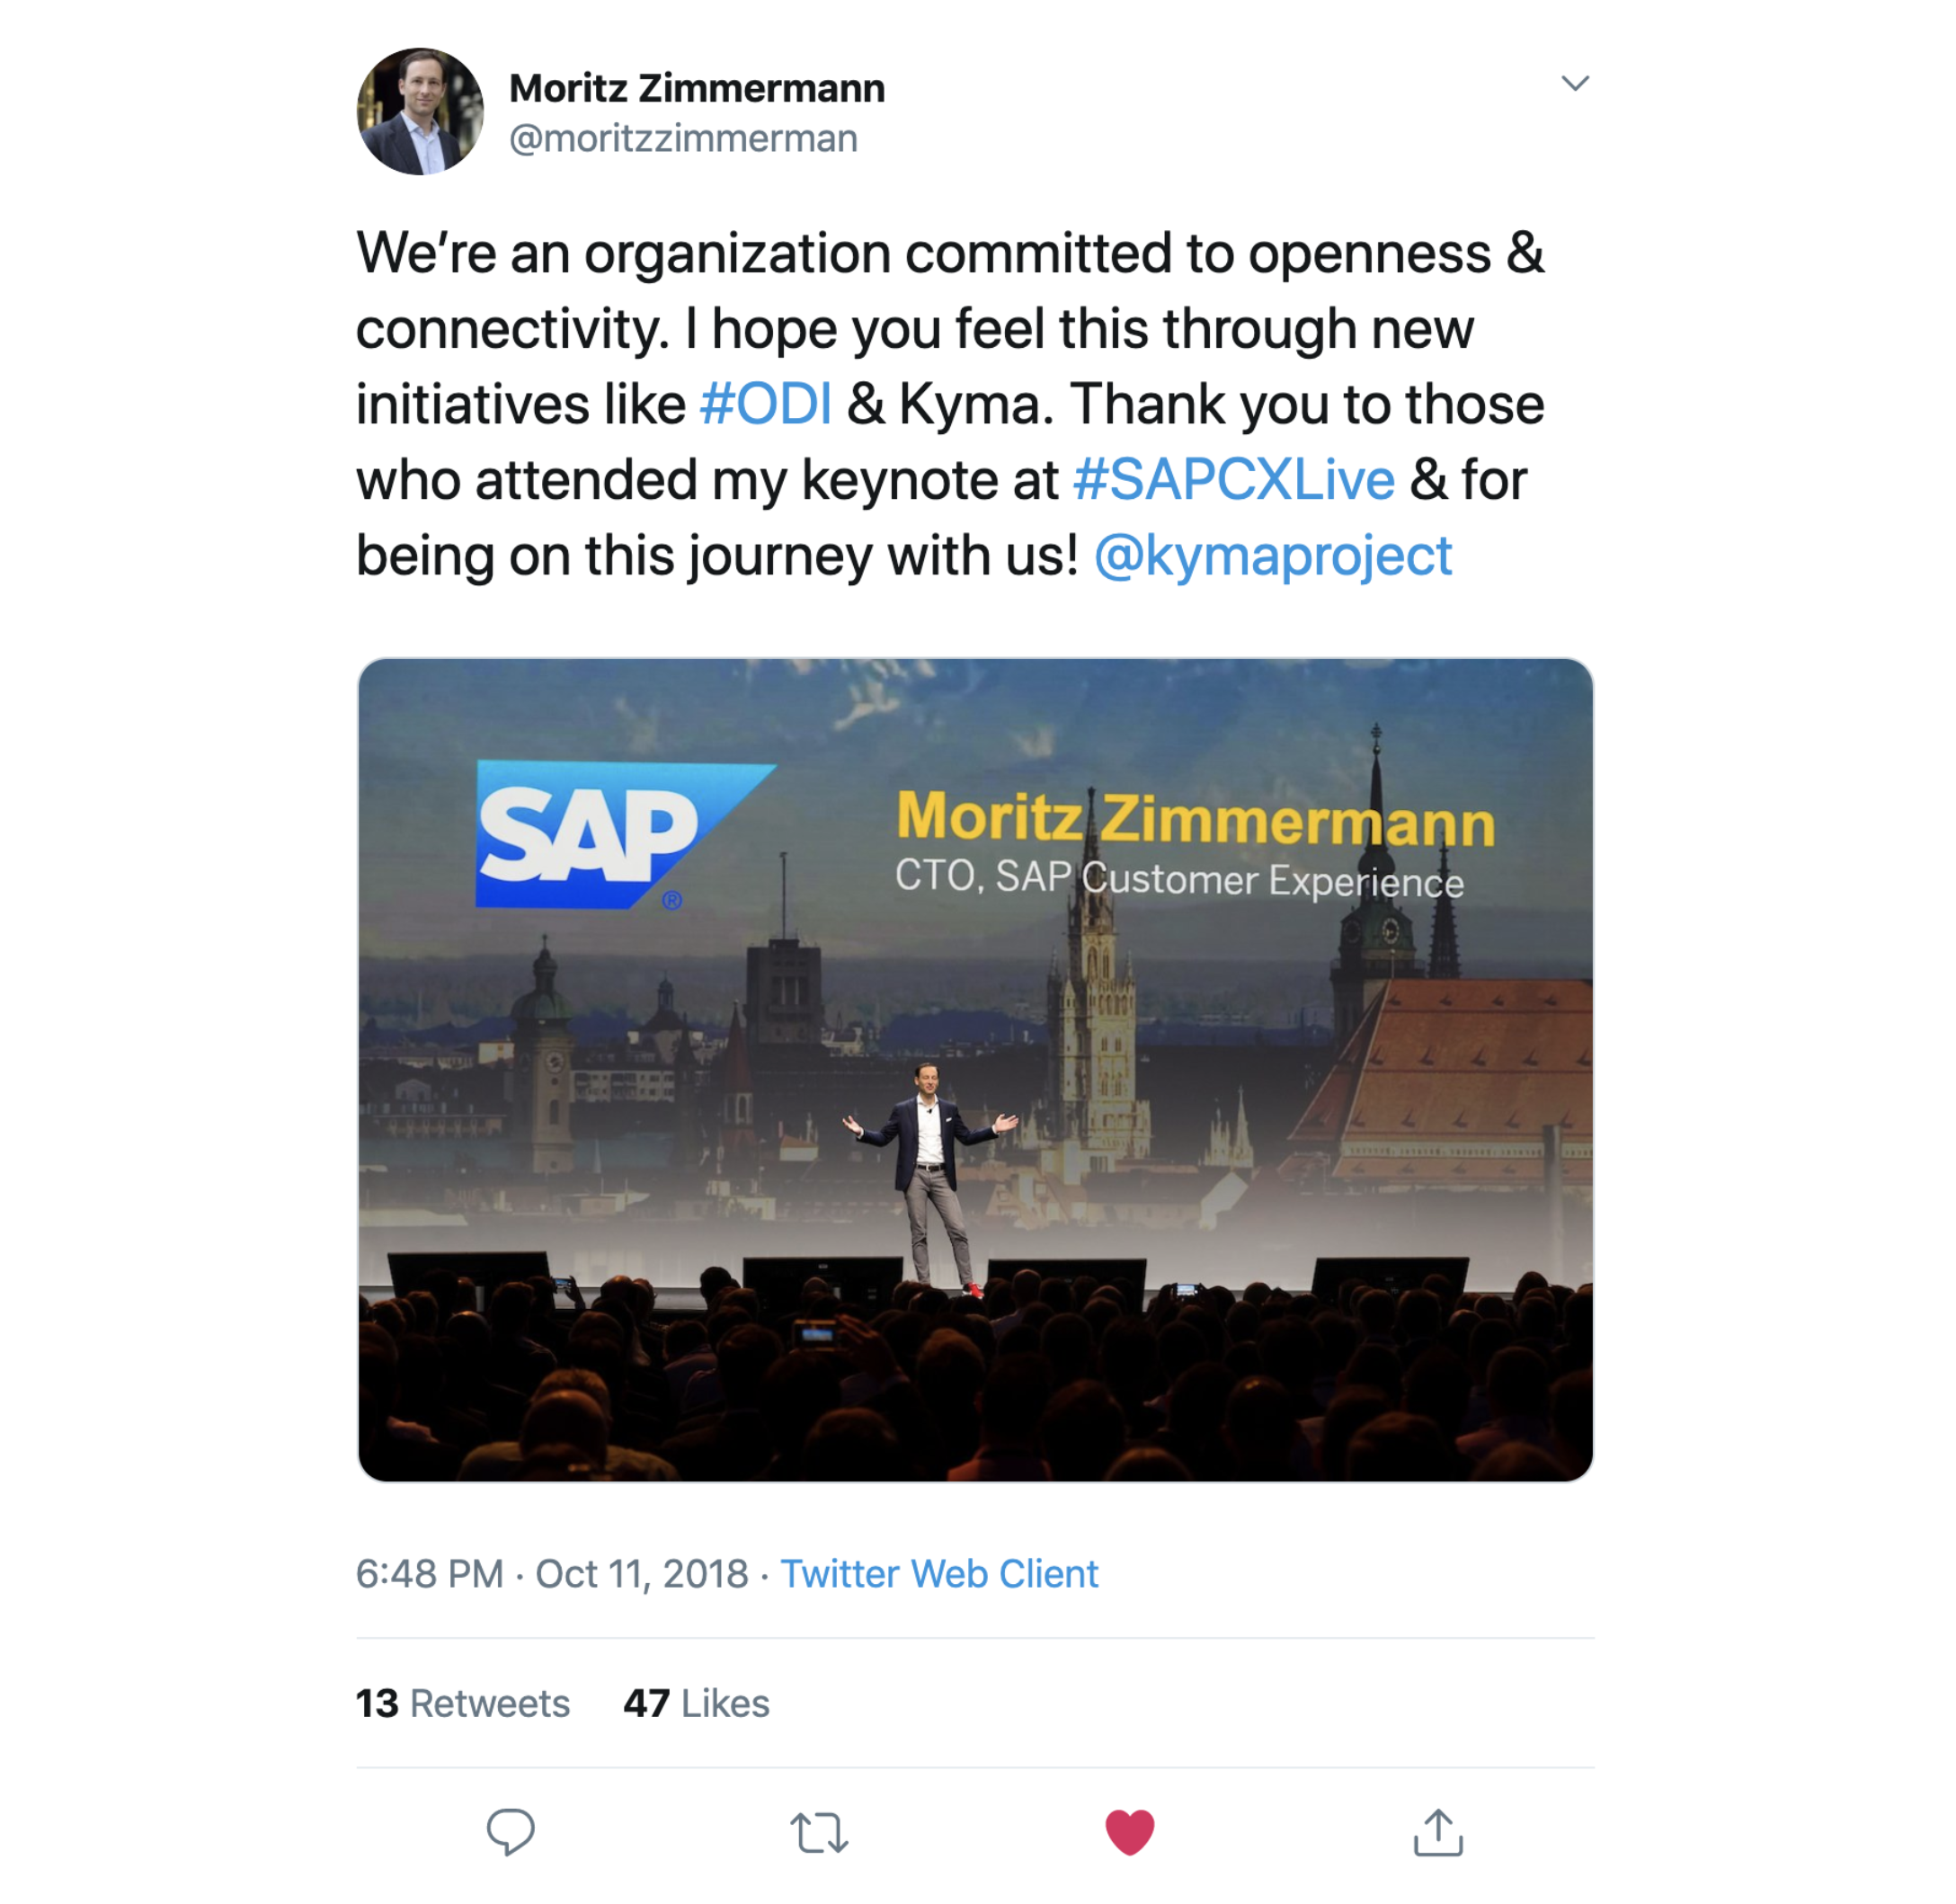 Moritz Zimmermann
@moritzzimmerman
We’re an organization committed to openness &
connectivity. I hope you feel this through new
initiatives like #ODI & Kyma. Thank you to those
who attended my keynote at #SAPCXLive & for
being on this journey with us! @kymaproject
SAP®
Moritz Zimmermann
CTO, SAP Customer Experience
6:48 PM · Oct 11, 2018 · Twitter Web Client
13 Retweets 47 Likes